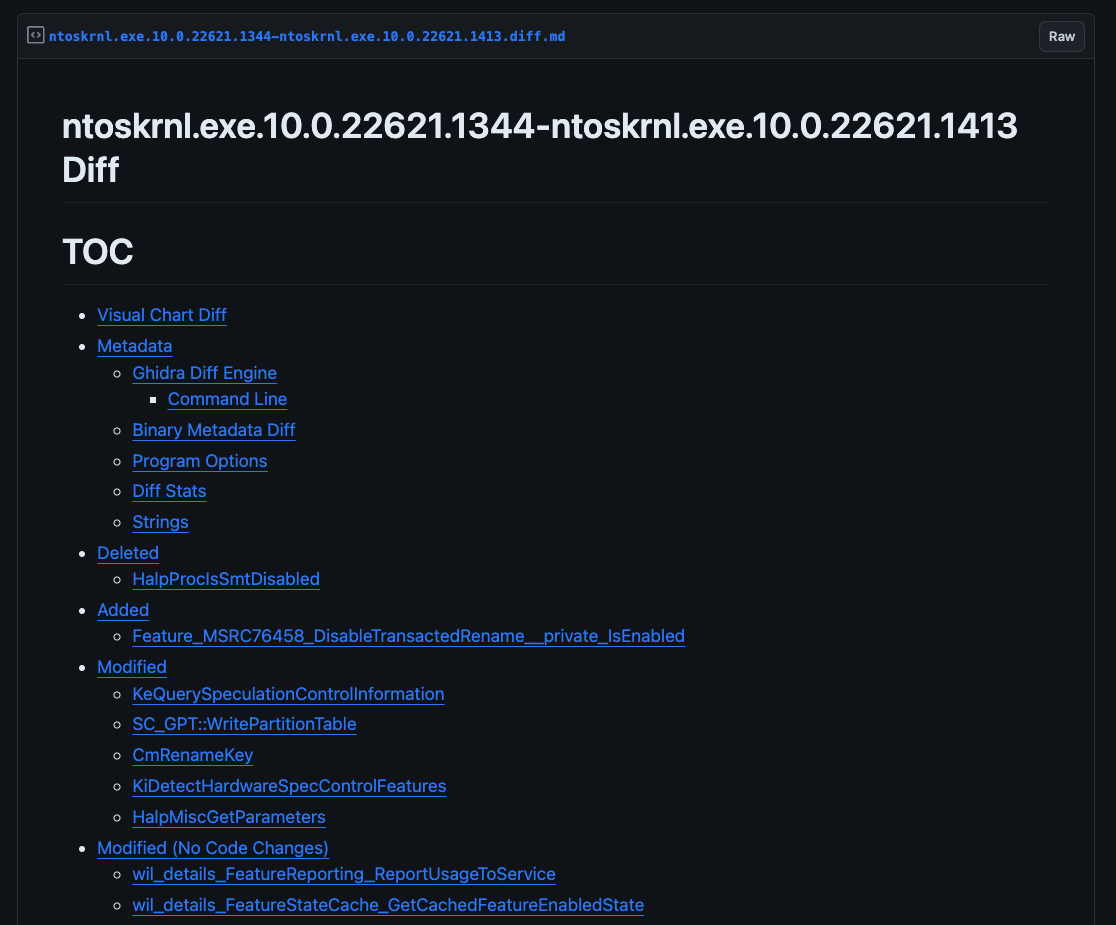 ntoskrnl.exe.10.0.22621.1344-ntoskrnl.exe.10.0.22621.1413.diff.md
Raw
ntoskrnl.exe.10.0.22621.1344-ntoskrnl.exe.10.0.22621.1413
Diff
TOC
Visual Chart Diff
Metadata
Ghidra Diff Engine
Command Line
Binary Metadata Diff
Program Options
Diff Stats
Strings
Deleted
HalpProcIsSmtDisabled
Added
Feature_MSRC76458_DisableTransactedRename__private_IsEnabled
Modified
KeQuerySpeculationControlInformation
SC_GPT::WritePartitionTable
CmRenameKey
KiDetectHardwareSpecControlFeatures
HalpMiscGetParameters
Modified (No Code Changes)
wil_details_FeatureReporting_ReportUsageToService
wil_details_FeatureStateCache_GetCachedFeatureEnabledState